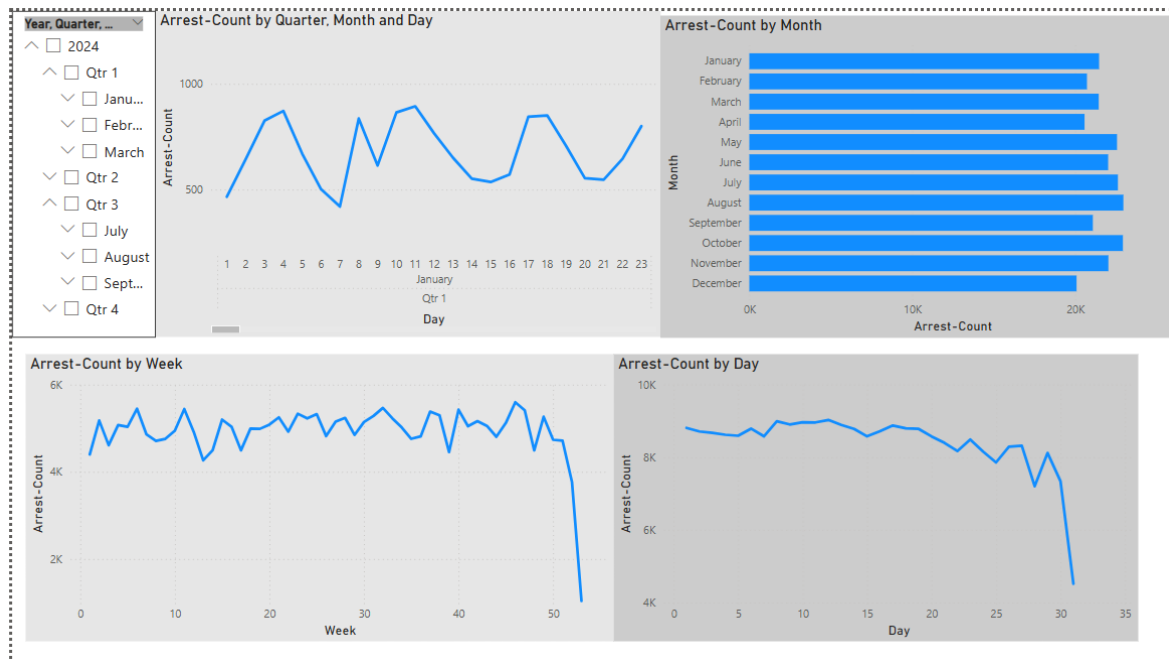 Year, Quarter, ...
2024
Qtr 1
Janu...
Febr...
March
Qtr 2
Qtr 3
July
August
Sept...
Qtr 4
Arrest-Count by Quarter, Month and Day
Arrest-Count
1000
500
1 2 3 4 5 6 7 8 9 10 11 12 13 14 15 16 17 18 19 20 21 22 23
January
Qtr 1
Day
Arrest-Count by Month
Month
January
February
March
April
May
June
July
August
September
October
November
December
0K 10K 20K
Arrest-Count
Arrest-Count by Week
Arrest-Count
6K
4K
2K
0 10 20 30 40 50
Week
Arrest-Count by Day
Arrest-Count
10K
8K
6K
4K
0 5 10 15 20 25 30 35
Day